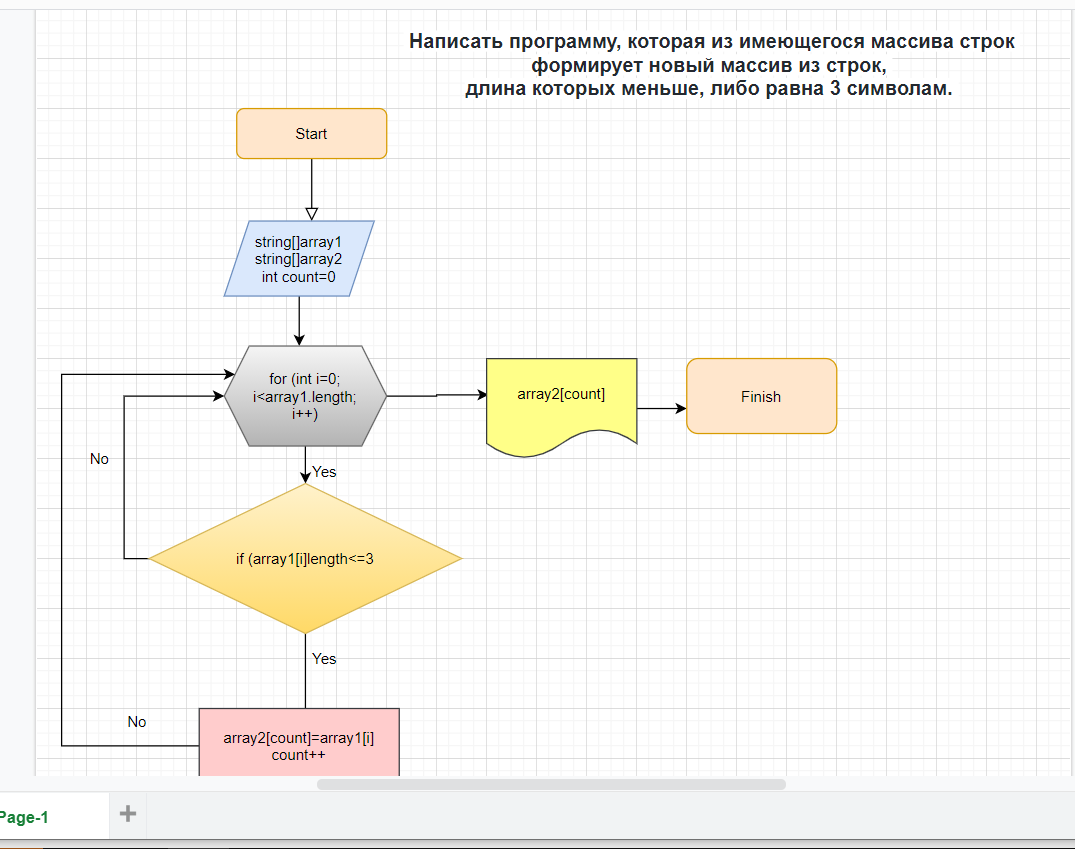 Написать программу, которая из имеющегося массива строк
формирует новый массив из строк,
длина которых меньше, либо равна 3 символам.
Start
string[]array1
string[]array2
int count=0
for (int i=0;
i<array1.length;
i++)
array2[count]
Finish
No
Yes
if (array1[i]length<=3
Yes
No
array2[count]=array1[i]
count++
Page-1